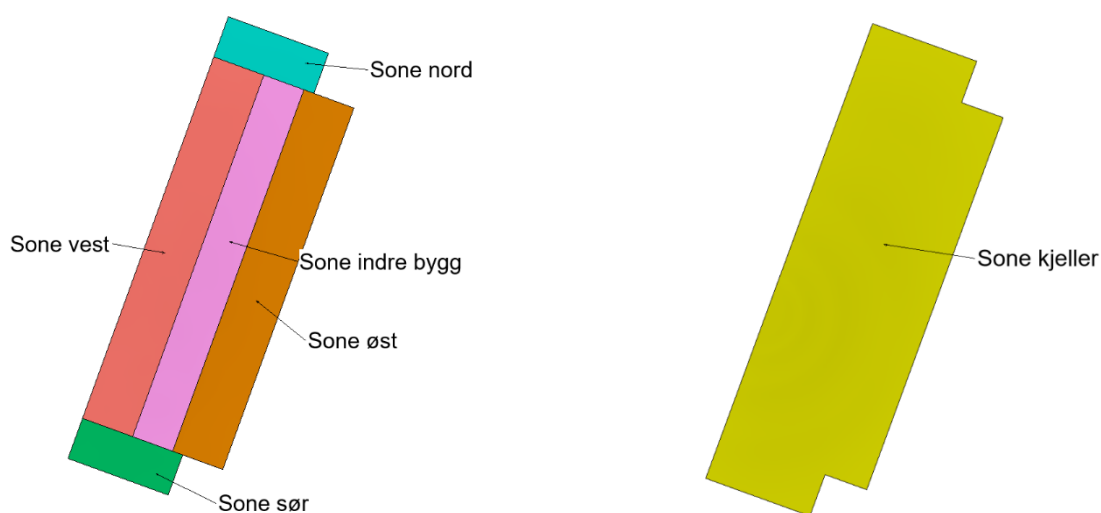 Sone nord
Sone vest
Sone indre bygg
Sone kjeller
Sone øst
Sone sør